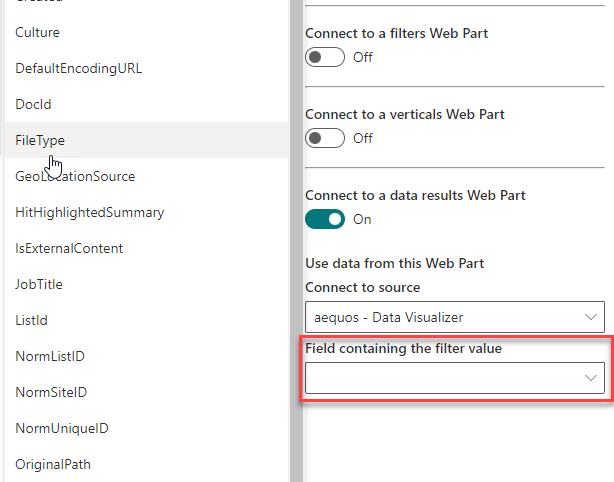 Culture
DefaultEncodingURL
DocId
FileType
GeoLocationSource
HitHighlightedSummary
IsExternalContent
JobTitle
ListId
NormListID
NormSiteID
NormUniqueID
OriginalPath
Connect to a filters Web Part
Off
Connect to a verticals Web Part
Off
Connect to a data results Web Part
On
Use data from this Web Part
Connect to source
aequos - Data Visualizer
Field containing the filter value